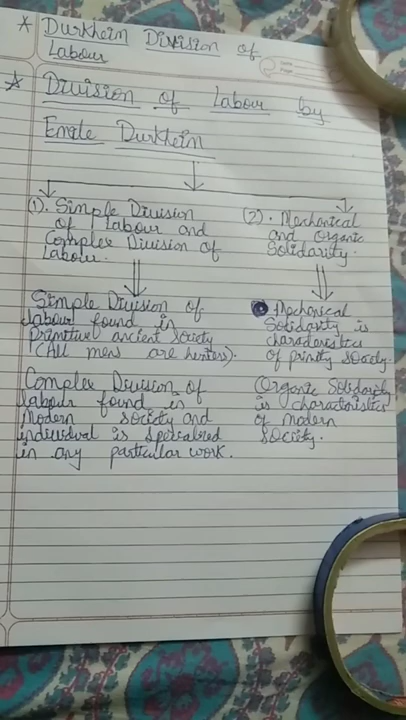 * Durkheim Division of
Labour
* Division of Labour by
Emile Durkheim
(1). Simple Division
of Labour and
Complex Division of
Labour.
(2). Mechanical
and Organic
Solidarity.
Simple Division of
labour found in
Primitive ancient Society
(All mens are hunters).
Complex Division of
labour found in
Modern society and
individual is specialized
in any particular work.
Mechanical
Solidarity is
characteristics
of society.
Organic Solidarity
is characteristics
of modern
society.